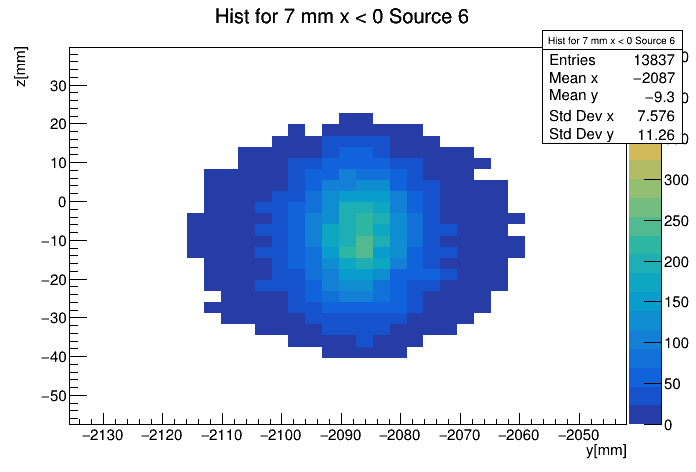 Hist for 7 mm x < 0 Source 6
Hist for 7 mm x < 0 Source 6
Entries 13837
Mean x −2087
Mean y −9.3
Std Dev x 7.576
Std Dev y 11.26
z[mm]
30
20
10
0
−10
−20
−30
−40
−50
−2130 −2120 −2110 −2100 −2090 −2080 −2070 −2060 −2050
y[mm]
300
250
200
150
100
50
0